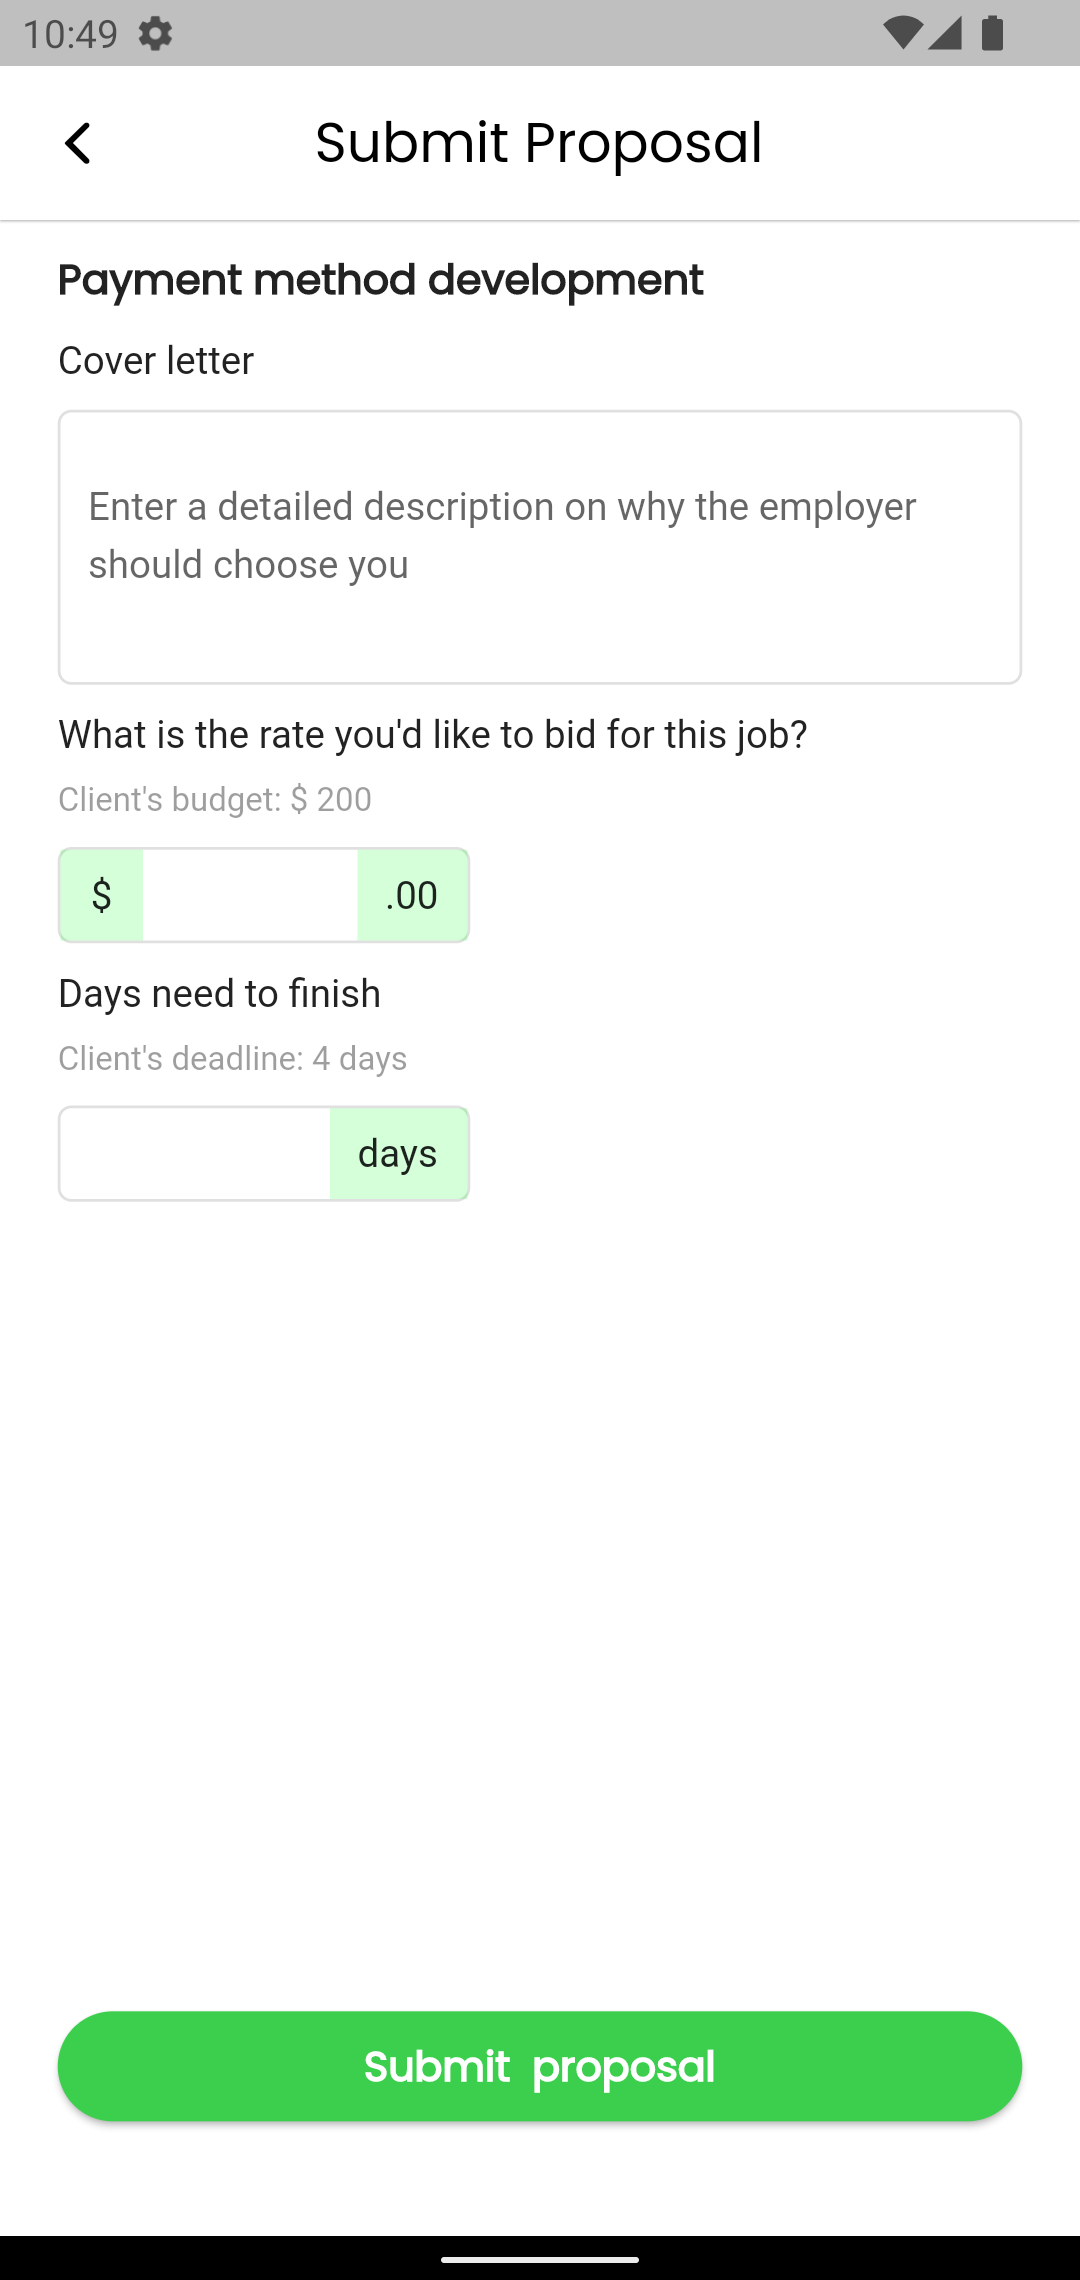 10:49
Submit Proposal
Payment method development
Cover letter
Enter a detailed description on why the employer
should choose you
What is the rate you'd like to bid for this job?
Client's budget: $ 200
$ .00
Days need to finish
Client's deadline: 4 days
days
Submit proposal